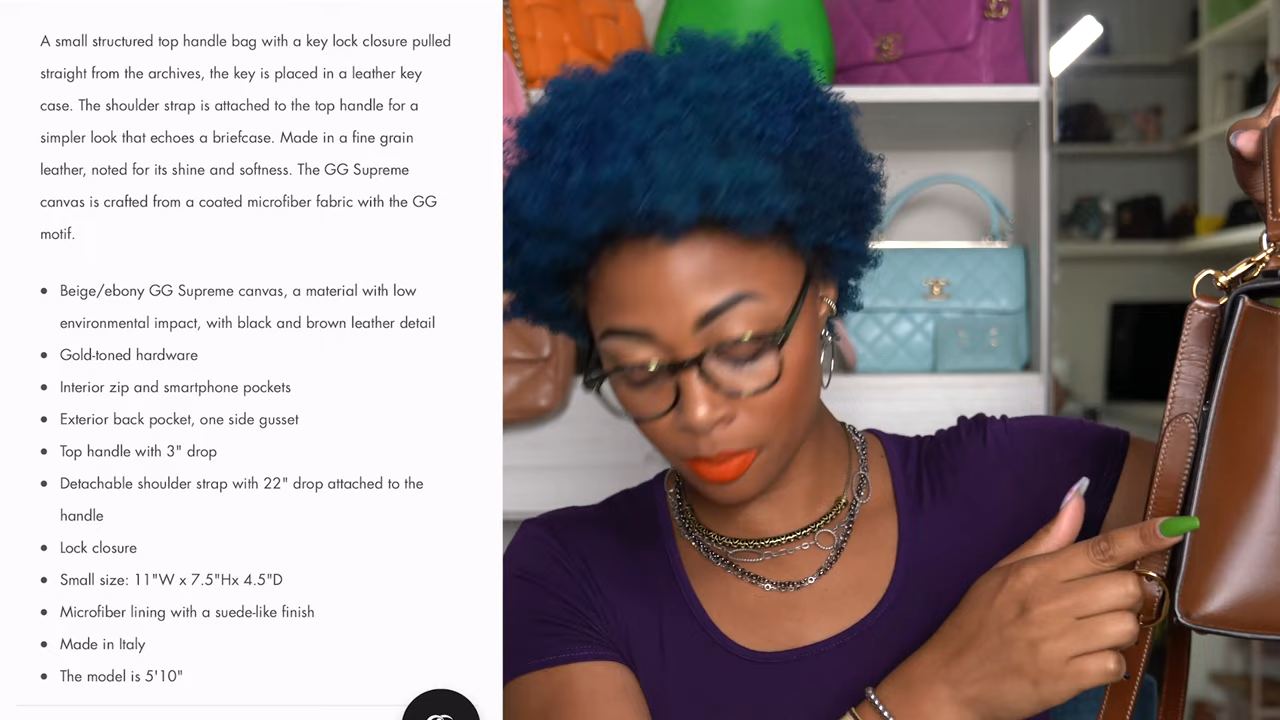 A small structured top handle bag with a key lock closure pulled
straight from the archives, the key is placed in a leather key
case. The shoulder strap is attached to the top handle for a
simpler look that echoes a briefcase. Made in a fine grain
leather, noted for its shine and softness. The GG Supreme
canvas is crafted from a coated microfiber fabric with the GG
motif.
• Beige/ebony GG Supreme canvas, a material with low
environmental impact, with black and brown leather detail
• Gold-toned hardware
• Interior zip and smartphone pockets
• Exterior back pocket, one side gusset
• Top handle with 3" drop
• Detachable shoulder strap with 22" drop attached to the
handle
• Lock closure
• Small size: 11"W x 7.5"Hx 4.5"D
• Microfiber lining with a suede-like finish
• Made in Italy
• The model is 5'10"